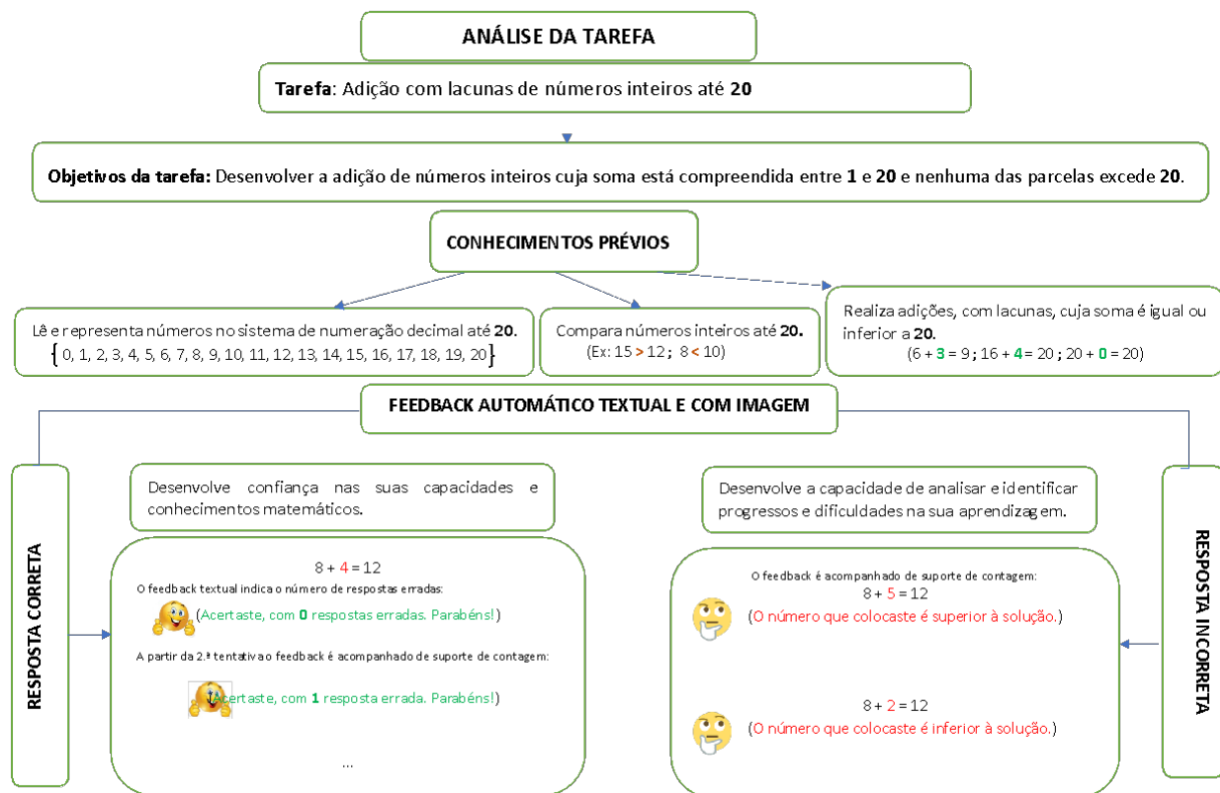 ANÁLISE DA TAREFA
Tarefa: Adição com lacunas de números inteiros até 20
Objetivos da tarefa: Desenvolver a adição de números inteiros cuja soma está compreendida entre 1 e 20 e nenhuma das parcelas excede 20.
CONHECIMENTOS PRÉVIOS
Lê e representa números no sistema de numeração decimal até 20.
{ 0, 1, 2, 3, 4, 5, 6, 7, 8, 9, 10, 11, 12, 13, 14, 15, 16, 17, 18, 19, 20}
Compara números inteiros até 20.
(Ex: 15 > 12 ; 8 < 10)
Realiza adições, com lacunas, cuja soma é igual ou
inferior a 20.
(6 + 3 = 9 ; 16 + 4 = 20 ; 20 + 0 = 20)
FEEDBACK AUTOMÁTICO TEXTUAL E COM IMAGEM
RESPOSTA CORRETA
Desenvolve confiança nas suas capacidades e
conhecimentos matemáticos.
8 + 4 = 12
O feedback textual indica o número de respostas erradas:
(Acertaste, com 0 respostas erradas. Parabéns!)
A partir da 2.ª tentativa o feedback é acompanhado de suporte de contagem:
(Acertaste, com 1 resposta errada. Parabéns!)
...
Desenvolve a capacidade de analisar e identificar
progressos e dificuldades na sua aprendizagem.
O feedback é acompanhado de suporte de contagem:
8 + 5 = 12
(O número que colocaste é superior à solução.)
8 + 2 = 12
(O número que colocaste é inferior à solução.)
RESPOSTA INCORRETA